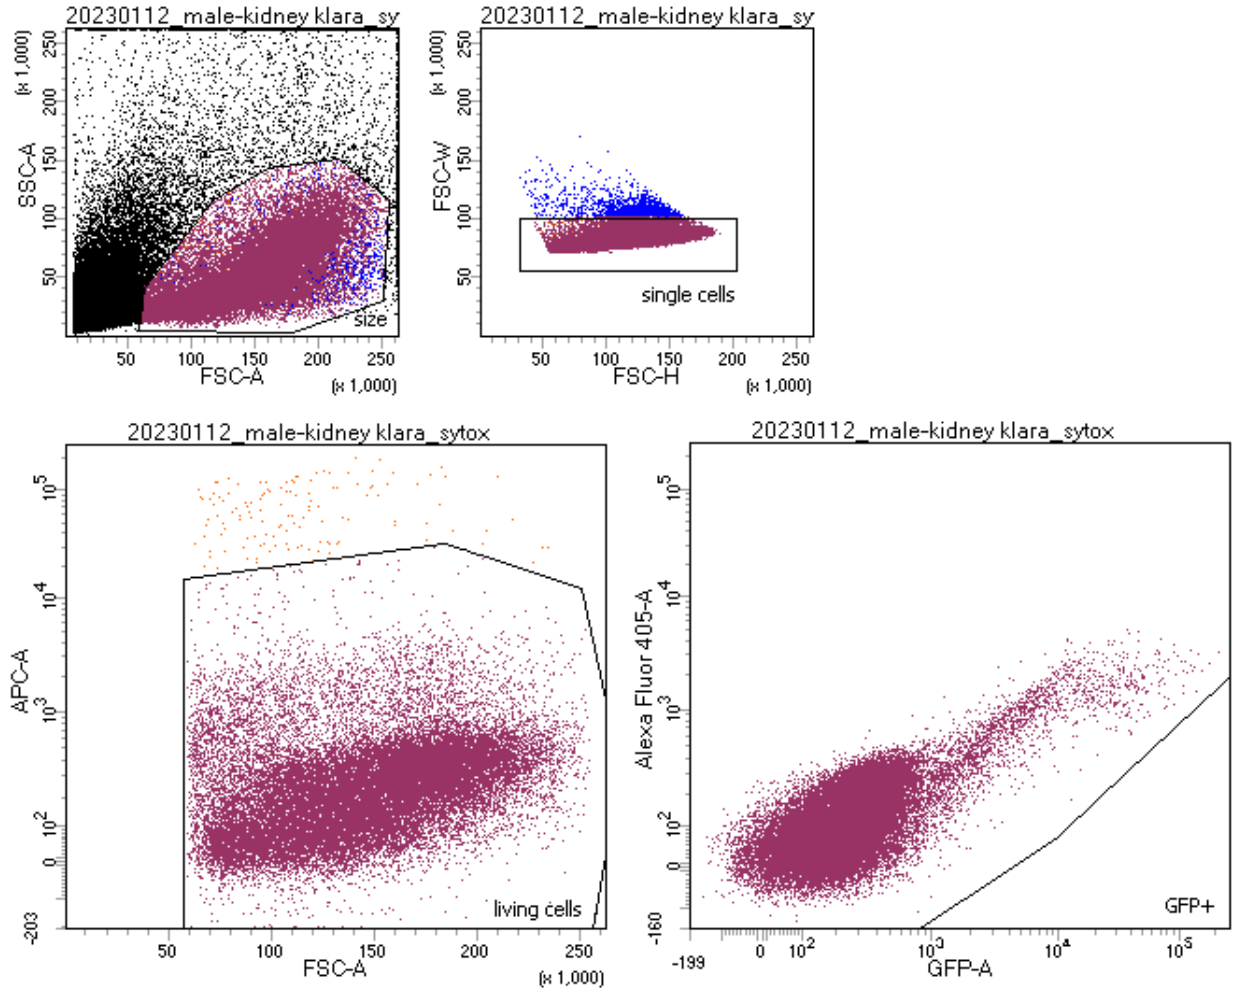 20230112_male-kidney klara_sy
(x 1,000)
250
200
150
100
50
SSC-A
size
50 100 150 200 250
FSC-A
(x 1,000)
20230112_male-kidney klara_sy
(x 1,000)
250
200
150
100
50
FSC-W
single cells
50 100 150 200 250
FSC-H
(x 1,000)
20230112_male-kidney klara_sytox
10^5
10^4
10^3
10^2
0
-203
APC-A
living cells
50 100 150 200 250
FSC-A
(x 1,000)
20230112_male-kidney klara_sytox
10^5
10^4
10^3
10^2
0
-160
Alexa Fluor 405-A
GFP+
-199 0 10^2 10^3 10^4 10^5
GFP-A